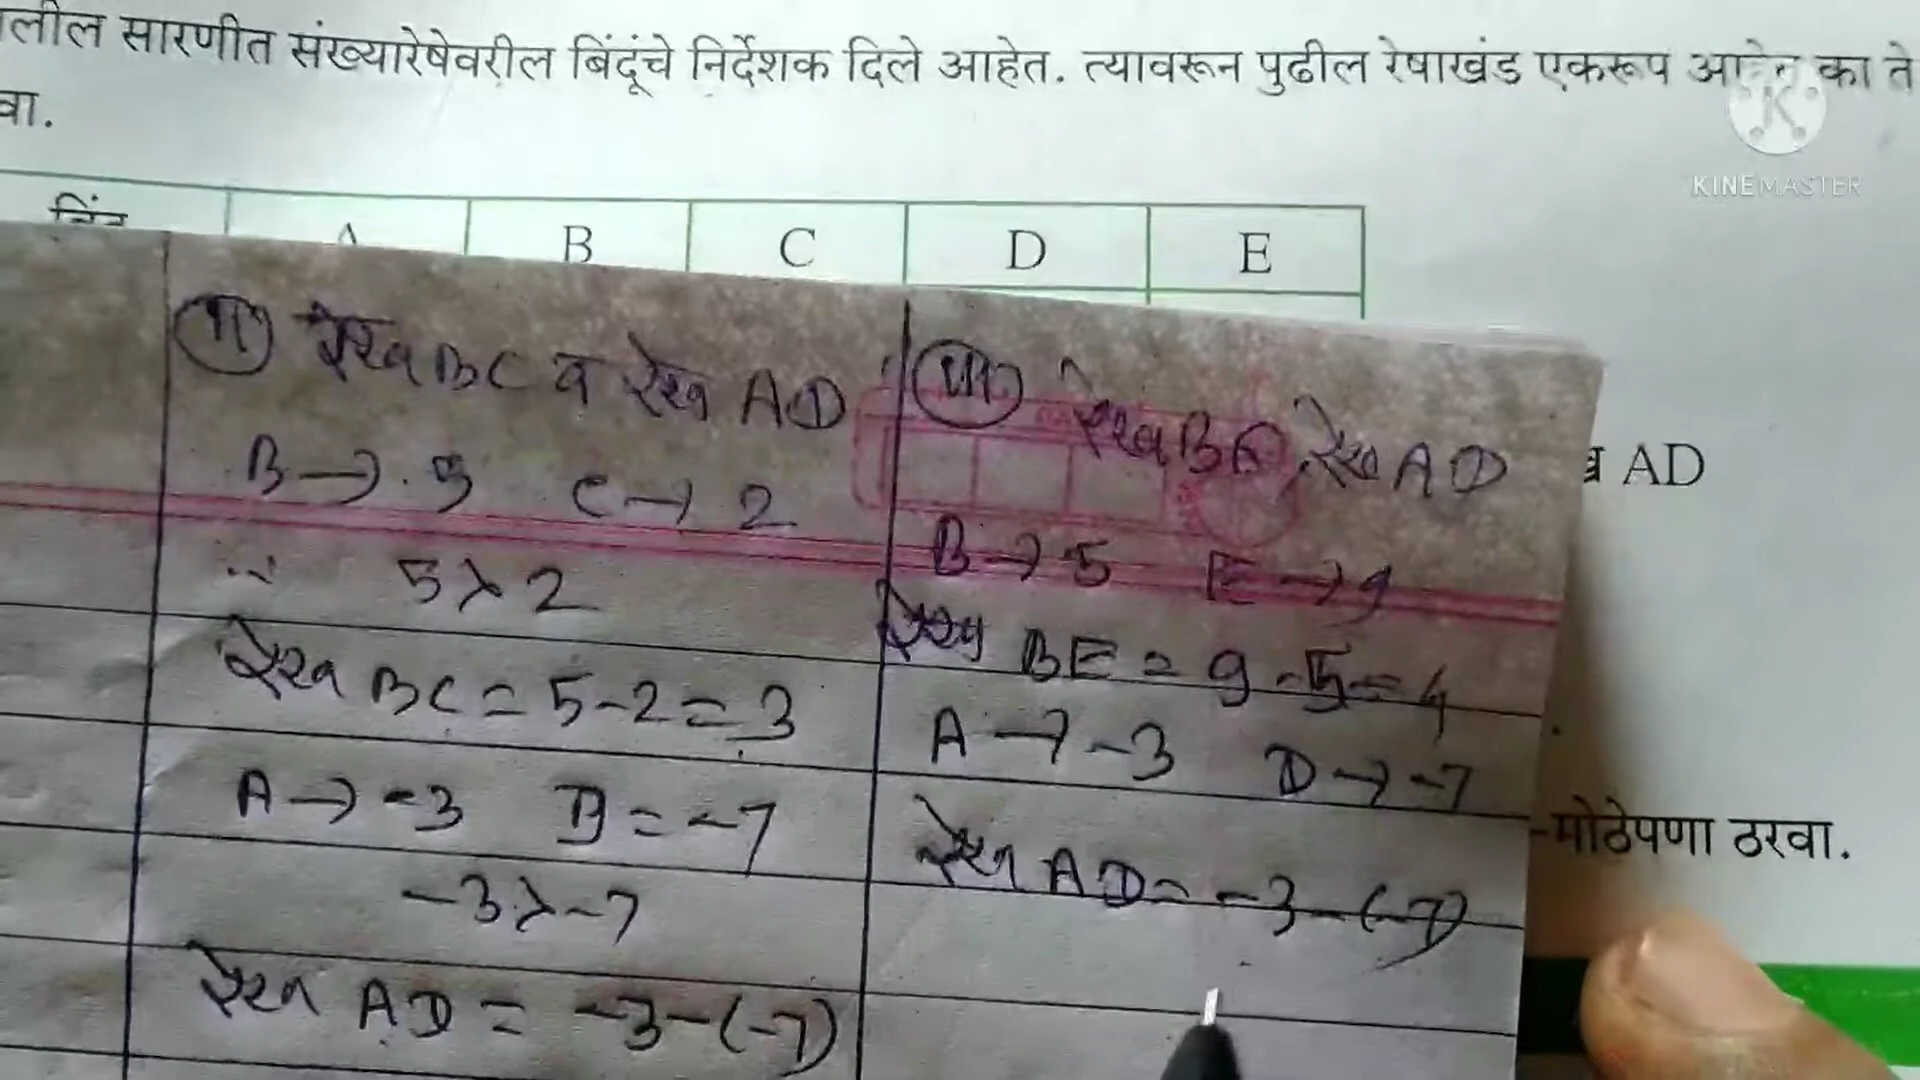 लील सारणीत संख्यारेषेवरील बिंदूंचे निर्देशक दिले आहेत. त्यावरून पुढील रेषाखंड एकरूप का ते
वा.
KINEMASTER
A B C D E
AD
मोठेपणा ठरवा.
II रेख BC व रेख AD
B → 5 C → 2
5 > 2
रेख BC = 5-2 = 3
A → -3 D = -7
-3 > -7
रेख AD = -3-(-7)
III रेख BE रेख AD
B → 5 E → 9
रेख BE = 9-5 = 4
A → -3 D → -7
रेख AD = -3-(-7)